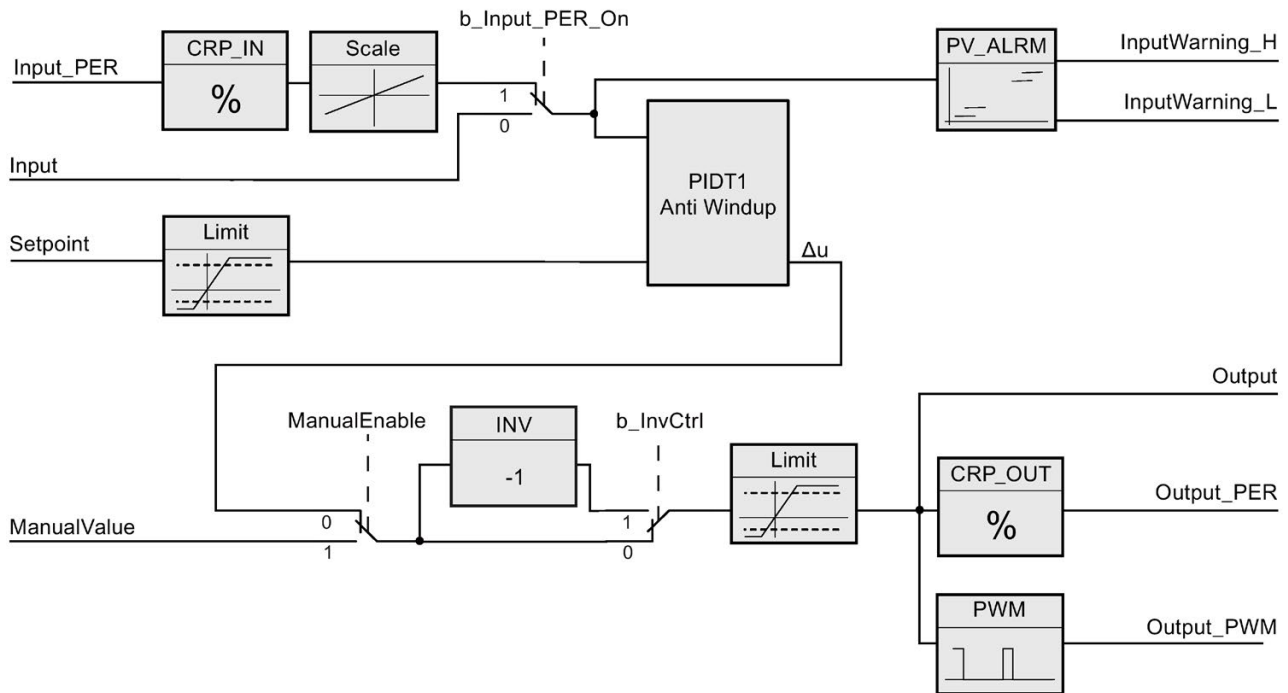 b_Input_PER_On
Input_PER
CRP_IN
%
Scale
1
0
PV_ALRM
InputWarning_H
InputWarning_L
Input
PIDT1
Anti Windup
Setpoint
Limit
Δu
Output
ManualEnable
INV
-1
b_InvCtrl
Limit
CRP_OUT
%
Output_PER
0
1
1
0
ManualValue
PWM
Output_PWM